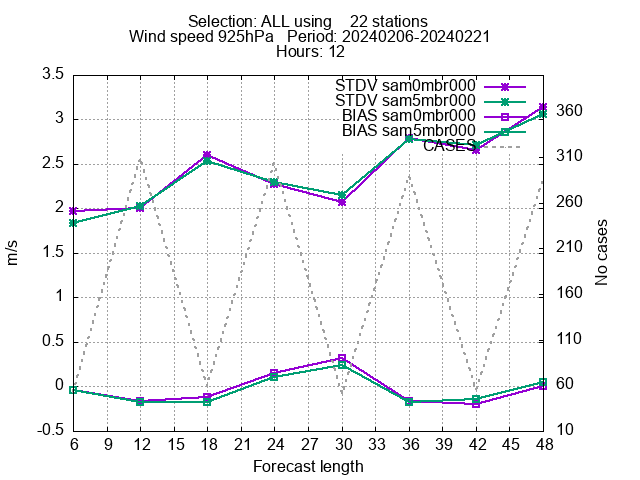 Selection: ALL using    22 stations
Wind speed 925hPa   Period: 20240206-20240221
Hours: 12
STDV sam0mbr000
STDV sam5mbr000
BIAS sam0mbr000
BIAS sam5mbr000
CASES
3.5
3
2.5
2
1.5
1
0.5
0
-0.5
m/s
360
310
260
210
160
110
60
10
No cases
6 9 12 15 18 21 24 27 30 33 36 39 42 45 48
Forecast length